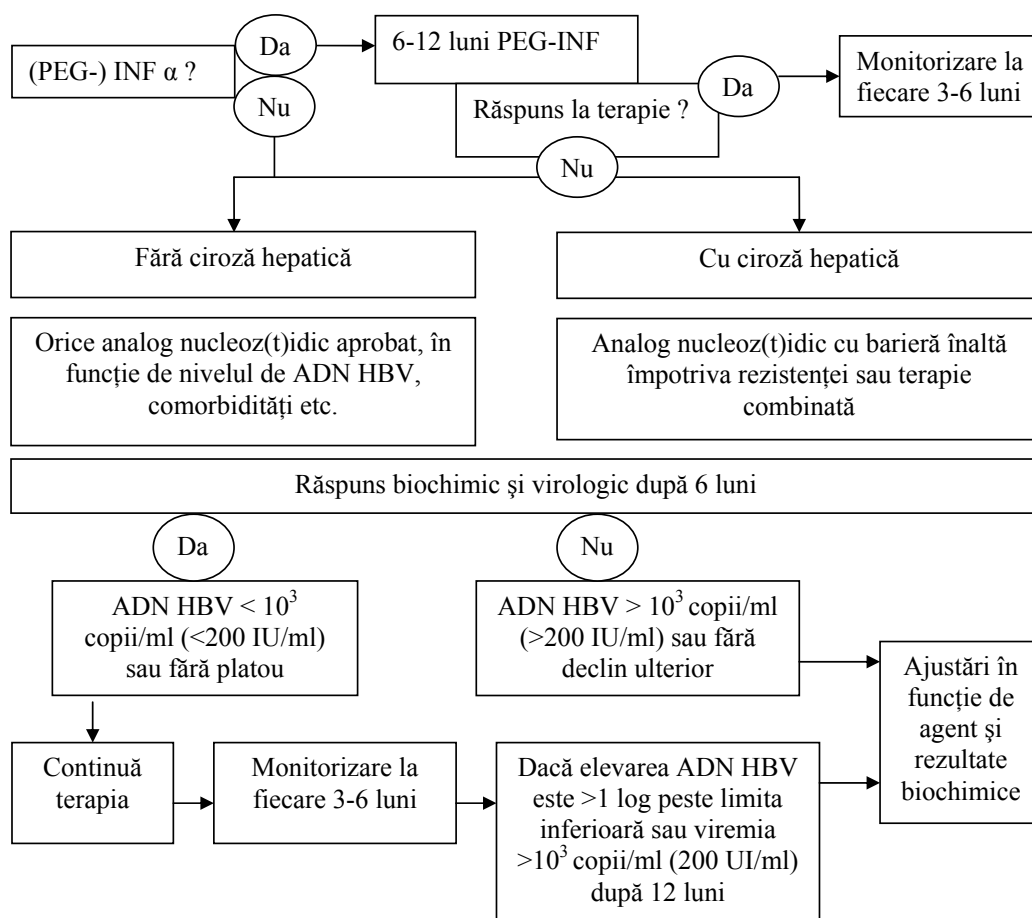 (PEG-) INF α ?
Da
Nu
6-12 luni PEG-INF
Răspuns la terapie ?
Da
Nu
Monitorizare la
fiecare 3-6 luni
Fără ciroză hepatică
Cu ciroză hepatică
Orice analog nucleoz(t)idic aprobat, în
funcție de nivelul de ADN HBV,
comorbidități etc.
Analog nucleoz(t)idic cu barieră înaltă
împotriva rezistenței sau terapie
combinată
Răspuns biochimic şi virologic după 6 luni
Da
Nu
ADN HBV < 10³
copii/ml (<200 IU/ml)
sau fără platou
ADN HBV > 10³ copii/ml
(>200 IU/ml) sau fără
declin ulterior
Ajustări în
funcție de
agent şi
rezultate
biochimice
Continuă
terapia
Monitorizare la
fiecare 3-6 luni
Dacă elevarea ADN HBV
este >1 log peste limita
inferioară sau viremia
>10³ copii/ml (200 UI/ml)
după 12 luni